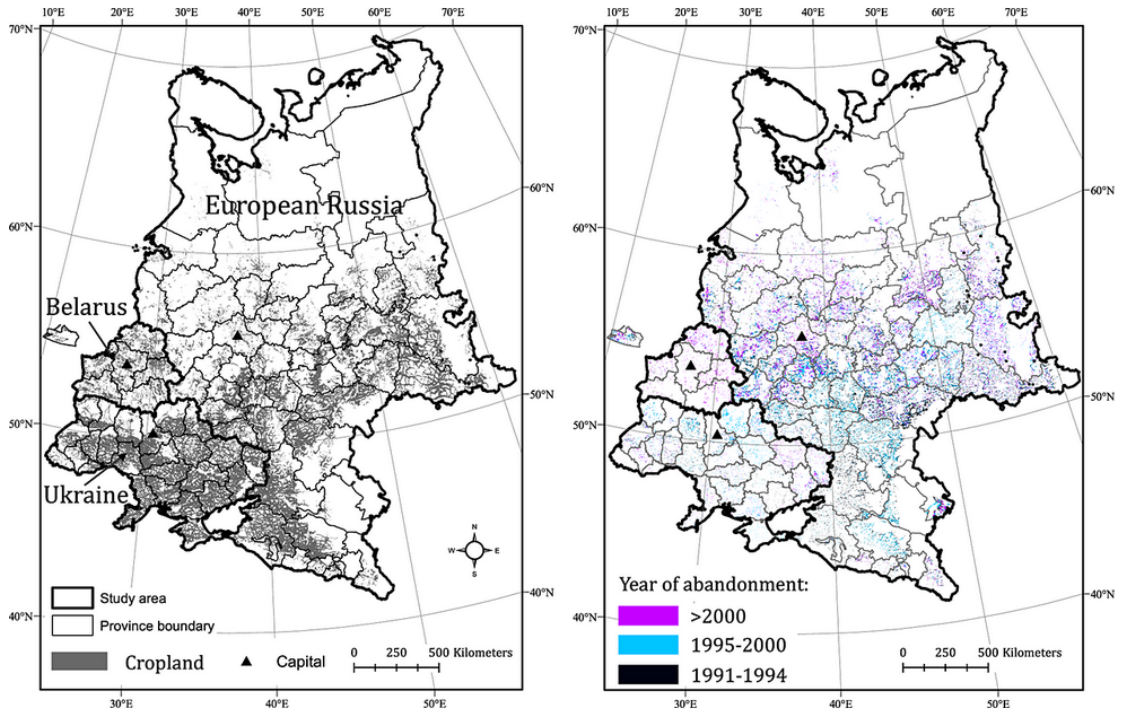 10°E 20°E 30°E 40°E 50°E 60°E 70°E
70°N
60°N
60°N
50°N
50°N
40°N
40°N
30°E 40°E 50°E
European Russia
Belarus
Ukraine
N
W E
S
Study area
Province boundary
Cropland
Capital
0 250 500 Kilometers
10°E 20°E 30°E 40°E 50°E 60°E 70°E
70°N
60°N
60°N
50°N
50°N
40°N
40°N
20°E 40°E 50°E
Year of abandonment:
>2000
1995-2000
1991-1994
0 250 500 Kilometers